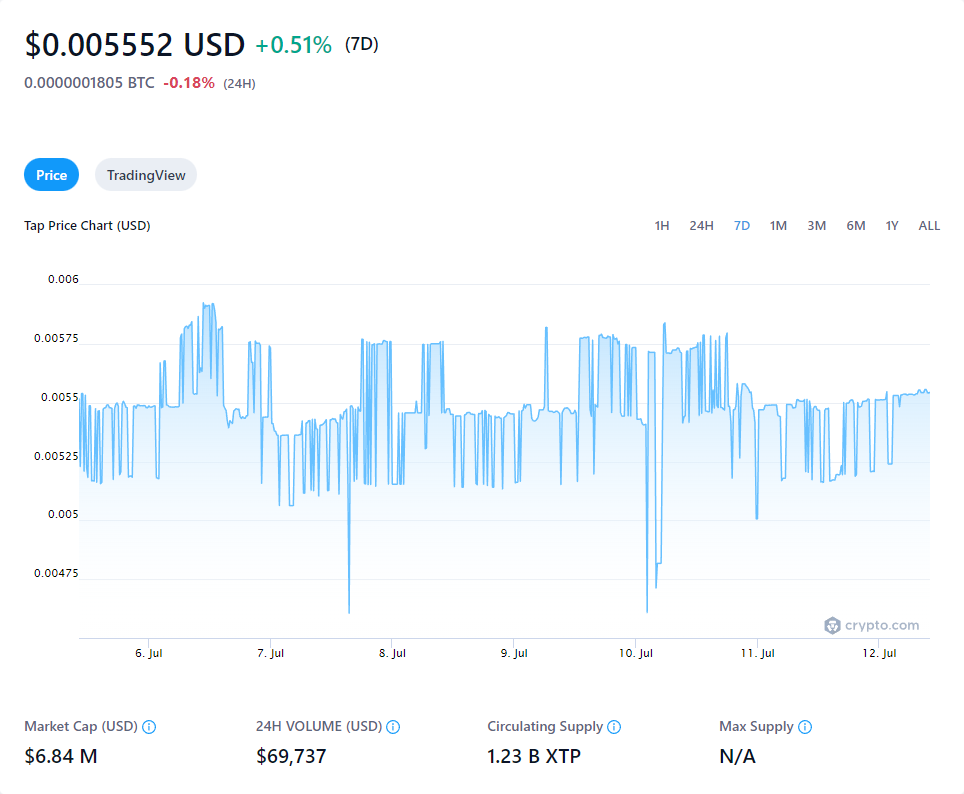 $0.005552 USD +0.51% (7D)
0.0000001805 BTC -0.18% (24H)
Price TradingView
Tap Price Chart (USD) 1H 24H 7D 1M 3M 6M 1Y ALL
0.006
0.00575
0.0055
0.00525
0.005
0.00475
crypto.com
6. Jul 7. Jul 8. Jul 9. Jul 10. Jul 11. Jul 12. Jul
Market Cap (USD) 24H VOLUME (USD) Circulating Supply Max Supply
$6.84 M $69,737 1.23 B XTP N/A